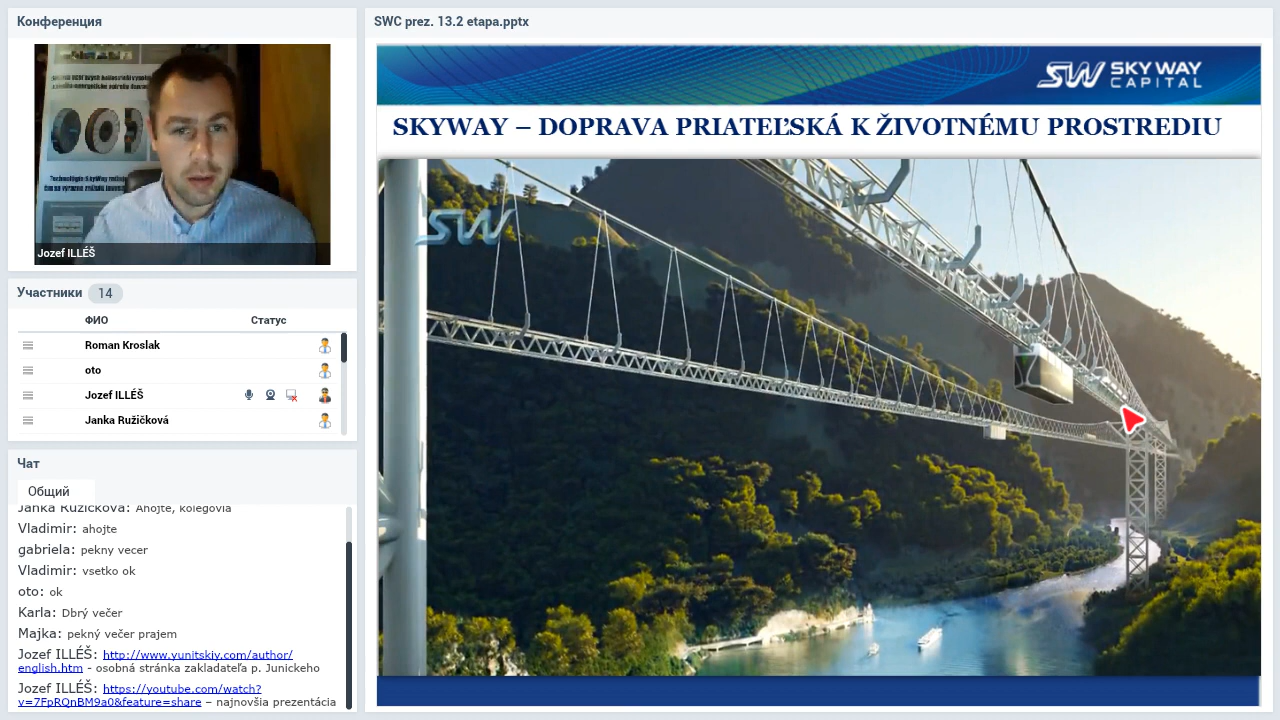 Конференция
Jozef ILLÉŠ
Участники 14
ФИО Статус
Roman Kroslak
oto
Jozef ILLÉŠ
Janka Ružičková
Чат
Общий
Janka Ružičková: Ahojte, kolegovia
Vladimir: ahojte
gabriela: pekny vecer
Vladimir: vsetko ok
oto: ok
Karla: Dbrý večer
Majka: pekný večer prajem
Jozef ILLÉŠ: http://www.yunitskiy.com/author/
english.htm - osobná stránka zakladateľa p. Junického
Jozef ILLÉŠ: https://youtube.com/watch?
v=7FpRQnBM9a0&feature=share – najnovšia prezentácia
SWC prez. 13.2 etapa.pptx
SW SKY WAY
CAPITAL
SKYWAY – DOPRAVA PRIATEĽSKÁ K ŽIVOTNÉMU PROSTREDIU
SW